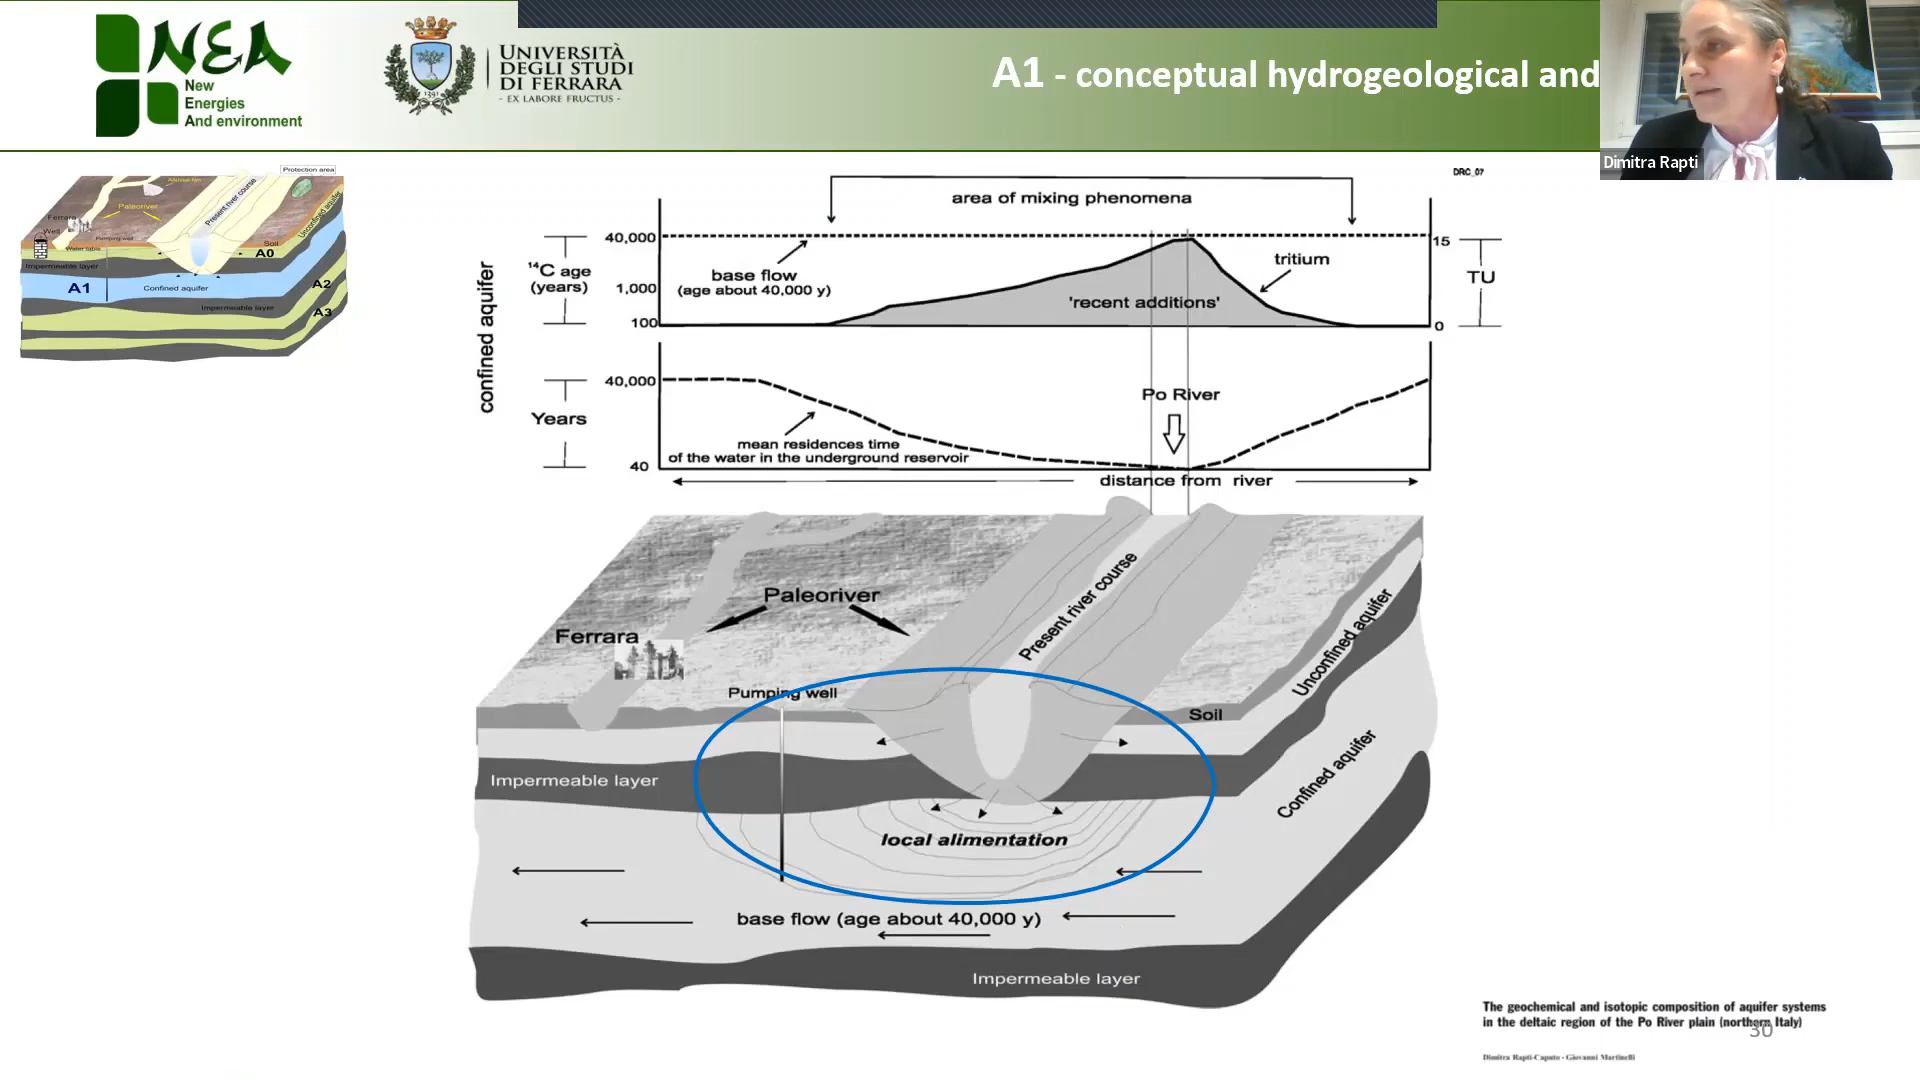 NEA
New
Energies
And environment
UNIVERSITÀ
DEGLI STUDI
DI FERRARA
- EX LABORE FRUCTUS -
1391
A1 - conceptual hydrogeological and
Dimitra Rapti
Protection area
Present river course
Paleoriver
Ferrara
Well
Pumping well
Water table
Soil
A0
Unconfined aquifer
Impermeable layer
A1
Confined aquifer
A2
Impermeable layer
A3
DRC_07
area of mixing phenomena
confined aquifer
40,000
14C age
(years)
1,000
100
base flow
(age about 40,000 y)
tritium
'recent additions'
15
TU
0
40,000
Years
40
Po River
mean residences time
of the water in the underground reservoir
distance from river
Present river course
Paleoriver
Ferrara
Pumping well
Soil
Unconfined aquifer
Impermeable layer
Confined aquifer
local alimentation
base flow (age about 40,000 y)
Impermeable layer
The geochemical and isotopic composition of aquifer systems
in the deltaic region of the Po River plain (northern Italy)
30
Dimitra Rapti-Caputo · Giovanni Martinelli